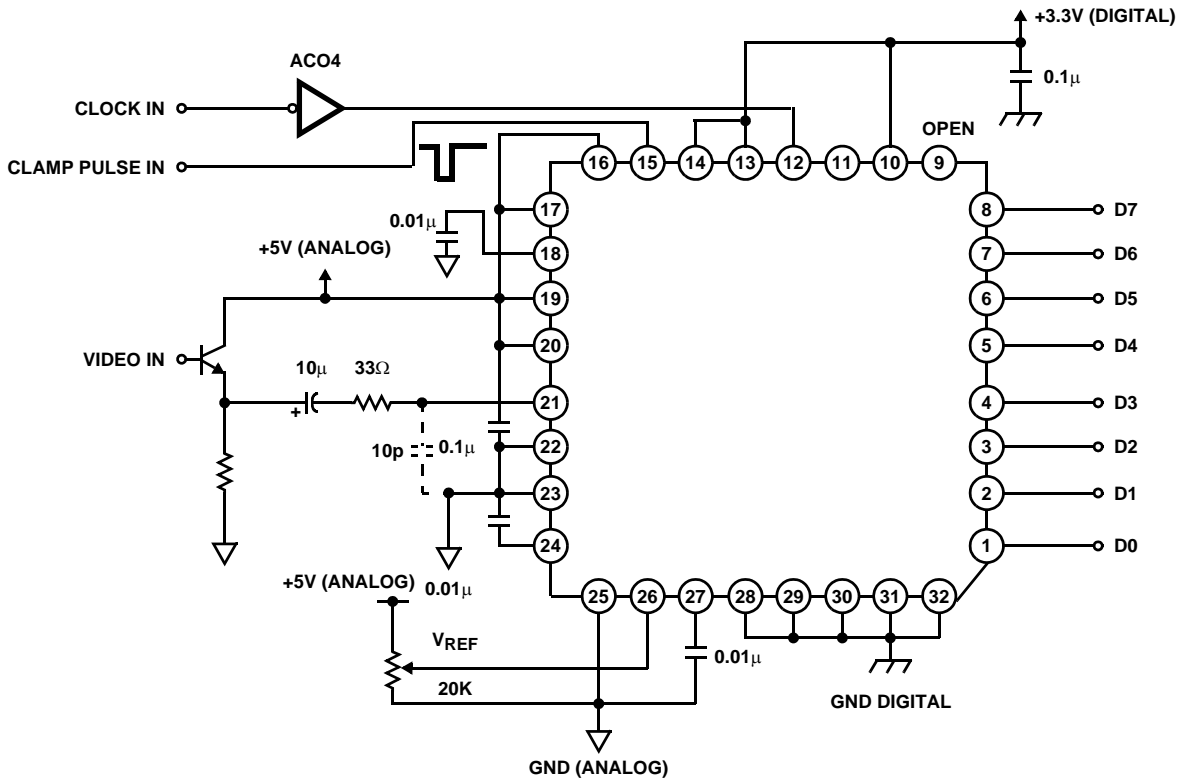 +3.3V (DIGITAL)
ACO4
0.1µ
CLOCK IN
OPEN
CLAMP PULSE IN
16 15 14 13 12 11 10 9
17
8 D7
0.01µ
18
7 D6
+5V (ANALOG)
19
6 D5
20
5 D4
VIDEO IN
10µ 33Ω
+
21
4 D3
10p 0.1µ
22
3 D2
23
2 D1
24
1 D0
+5V (ANALOG) 0.01µ
25 26 27 28 29 30 31 32
VREF
0.01µ
20K
GND DIGITAL
GND (ANALOG)